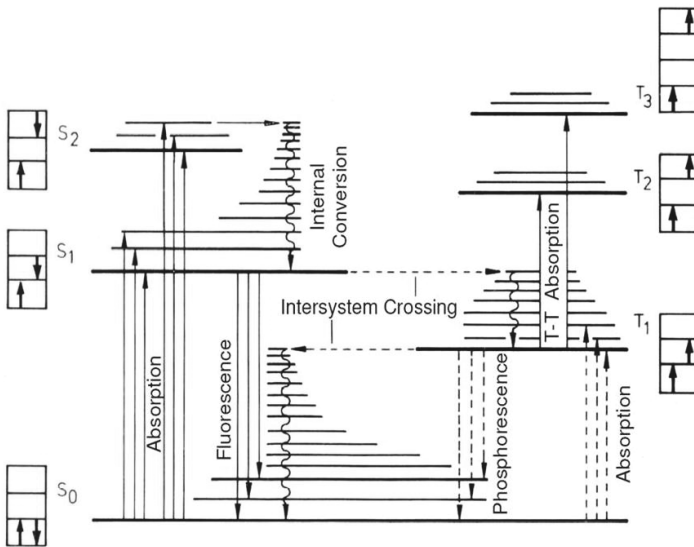 S2
S1
S0
Absorption
Fluorescence
Internal
Conversion
Intersystem Crossing
Phosphorescence
T-T Absorption
Absorption
T3
T2
T1